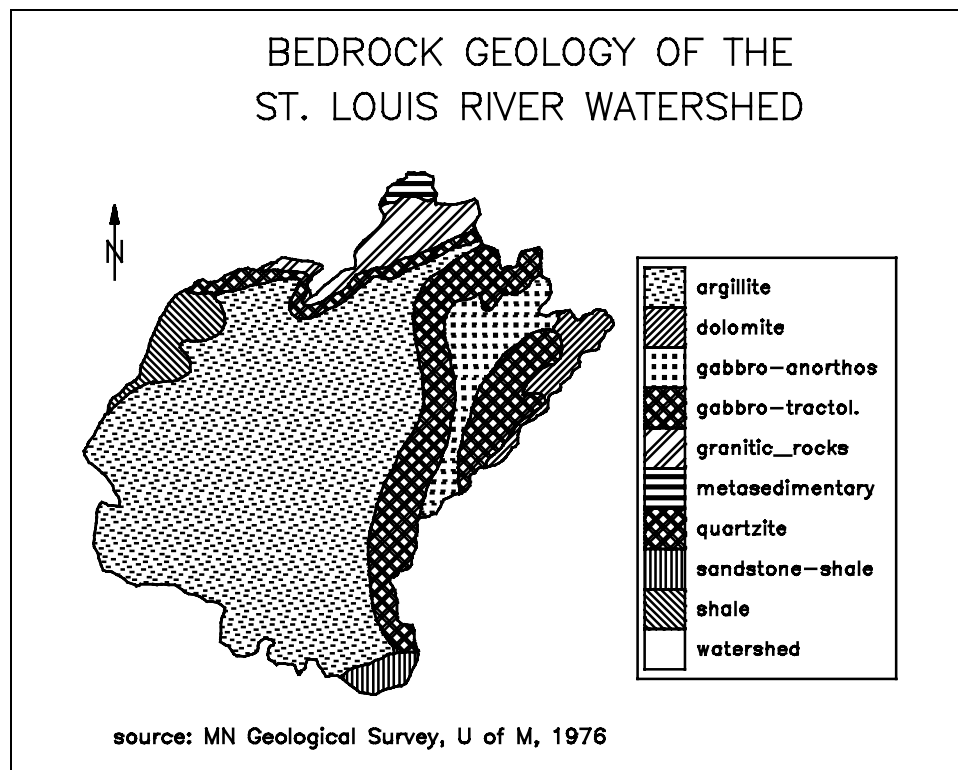 BEDROCK GEOLOGY OF THE
ST. LOUIS RIVER WATERSHED
N
argillite
dolomite
gabbro-anorthos
gabbro-tractol.
granitic_rocks
metasedimentary
quartzite
sandstone-shale
shale
watershed
source: MN Geological Survey, U of M, 1976